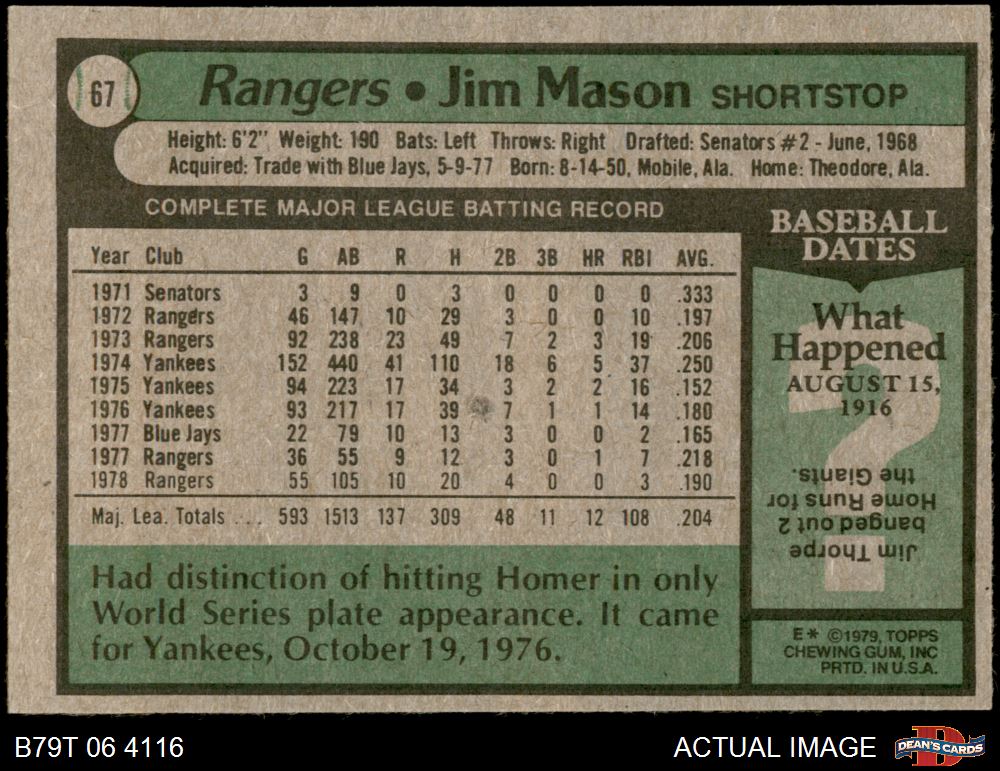 67
Rangers • Jim Mason SHORTSTOP
Height: 6'2" Weight: 190 Bats: Left Throws: Right Drafted: Senators #2 - June, 1968
Acquired: Trade with Blue Jays, 5-9-77 Born: 8-14-50, Mobile, Ala. Home: Theodore, Ala.
COMPLETE MAJOR LEAGUE BATTING RECORD
Year Club G AB R H 2B 3B HR RBI AVG.
1971 Senators 3 9 0 3 0 0 0 0 .333
1972 Rangers 46 147 10 29 3 0 0 10 .197
1973 Rangers 92 238 23 49 7 2 3 19 .206
1974 Yankees 152 440 41 110 18 6 5 37 .250
1975 Yankees 94 223 17 34 3 2 2 16 .152
1976 Yankees 93 217 17 39 7 1 1 14 .180
1977 Blue Jays 22 79 10 13 3 0 0 2 .165
1977 Rangers 36 55 9 12 3 0 1 7 .218
1978 Rangers 55 105 10 20 4 0 0 3 .190
Maj. Lea. Totals ... 593 1513 137 309 48 11 12 108 .204
Had distinction of hitting Homer in only
World Series plate appearance. It came
for Yankees, October 19, 1976.
BASEBALL
DATES
What
Happened
AUGUST 15,
1916
?
Jim Thorpe
banged out 2
Home Runs for
the Giants.
E* ©1979, TOPPS
CHEWING GUM, INC
PRTD. IN U.S.A.
B79T 06 4116
ACTUAL IMAGE
D
DEAN'S CARDS